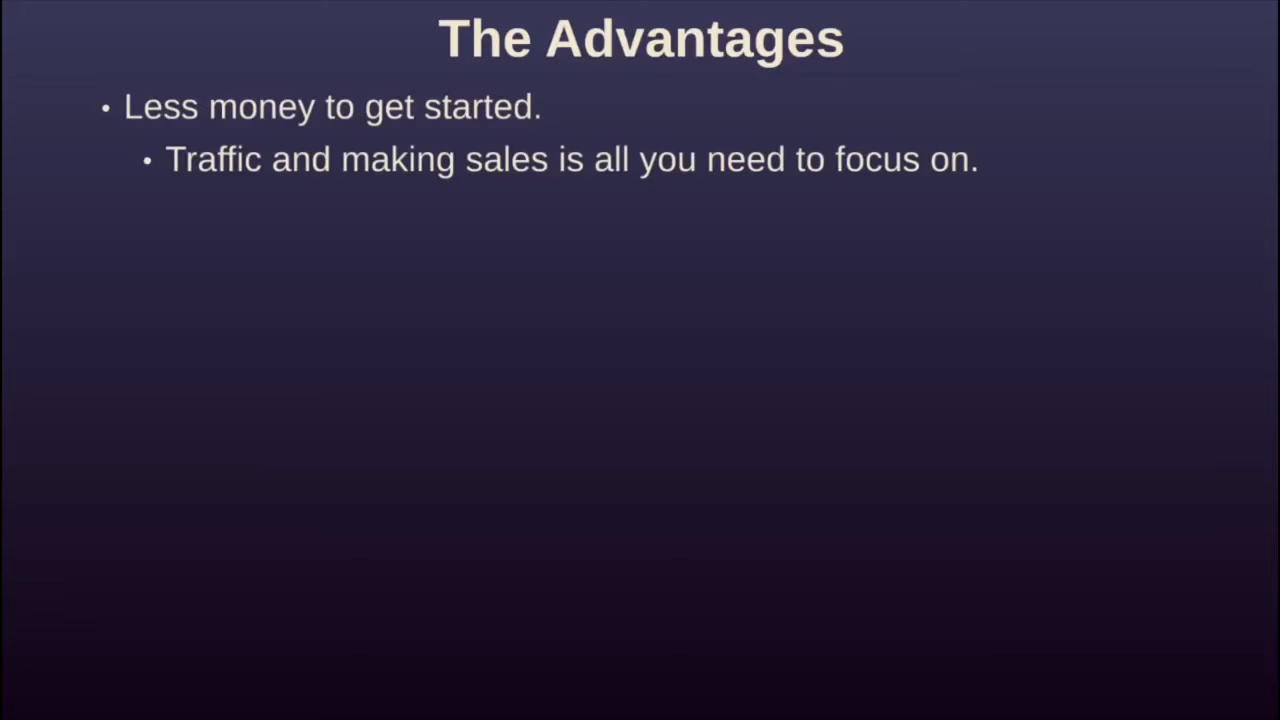 The Advantages
• Less money to get started.
• Traffic and making sales is all you need to focus on.